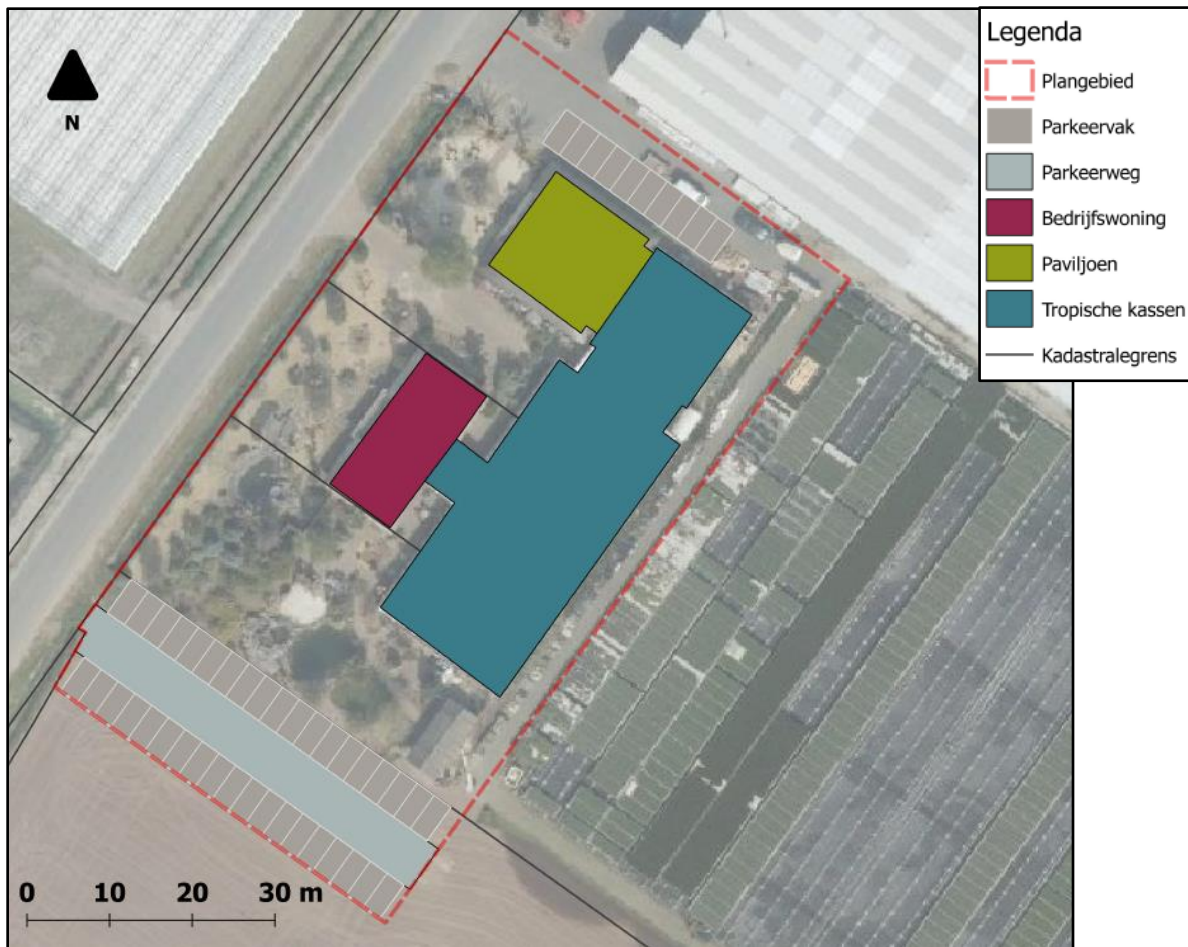 Legenda
Plangebied
Parkeervak
Parkeerweg
Bedrijfswoning
Paviljoen
Tropische kassen
Kadastralegrens
N
0 10 20 30 m